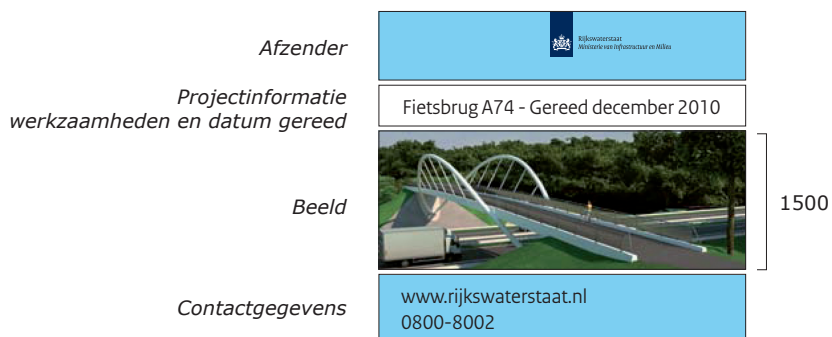 Afzender
Rijkswaterstaat
Ministerie van Infrastructuur en Milieu
Projectinformatie
werkzaamheden en datum gereed
Fietsbrug A74 - Gereed december 2010
Beeld
1500
Contactgegevens
www.rijkswaterstaat.nl
0800-8002